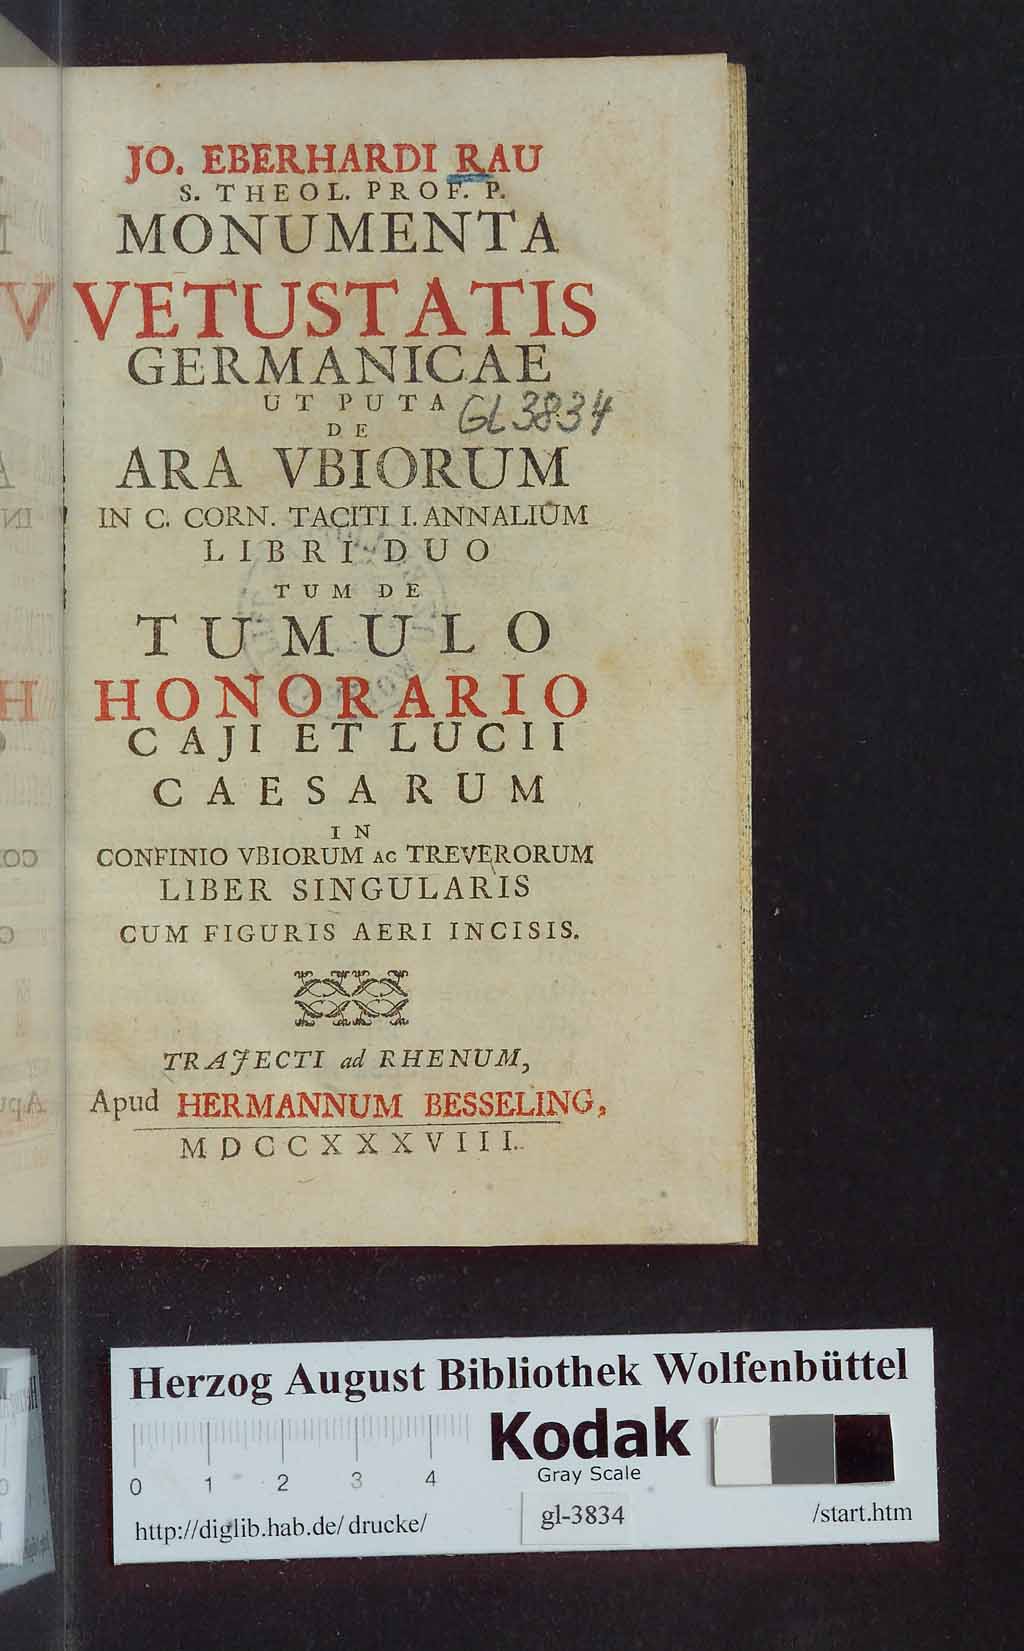 JO. EBERHARDI RAU
S. THEOL. PROF. P.
MONUMENTA
VETUSTATIS
GERMANICAE
UT PUTA
GL 3834
DE
ARA VBIORUM
IN C. CORN. TACITI I. ANNALIUM
LIBRI DUO
TUM DE
TUMULO
HONORARIO
CAJI ET LUCII
CAESARUM
IN
CONFINIO VBIORUM AC TREVERORUM
LIBER SINGULARIS
CUM FIGURIS AERI INCISIS.
TRAJECTI ad RHENUM,
Apud HERMANNUM BESSELING,
MDCCXXXVIII.
Herzog August Bibliothek Wolfenbüttel
Kodak
Gray Scale
0 1 2 3 4
http://diglib.hab.de/drucke/ gl-3834 /start.htm